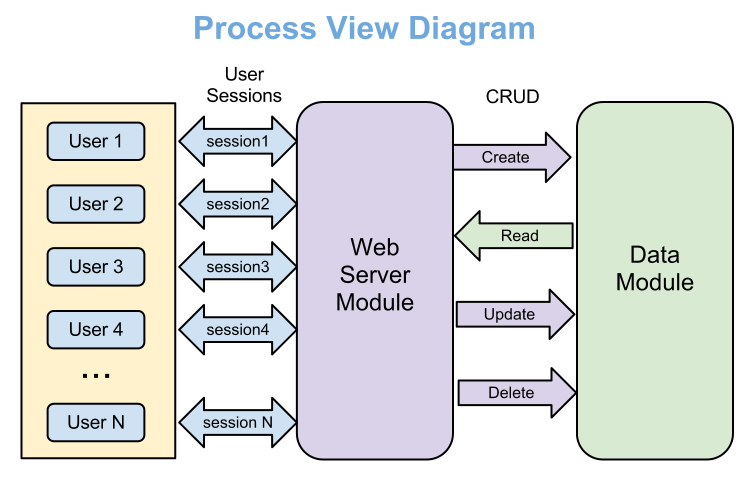 Process View Diagram
User
Sessions
CRUD
User 1
session1
Create
User 2
session2
Read
User 3
session3
Web
Server
Module
Data
Module
User 4
session4
Update
...
Delete
User N
session N